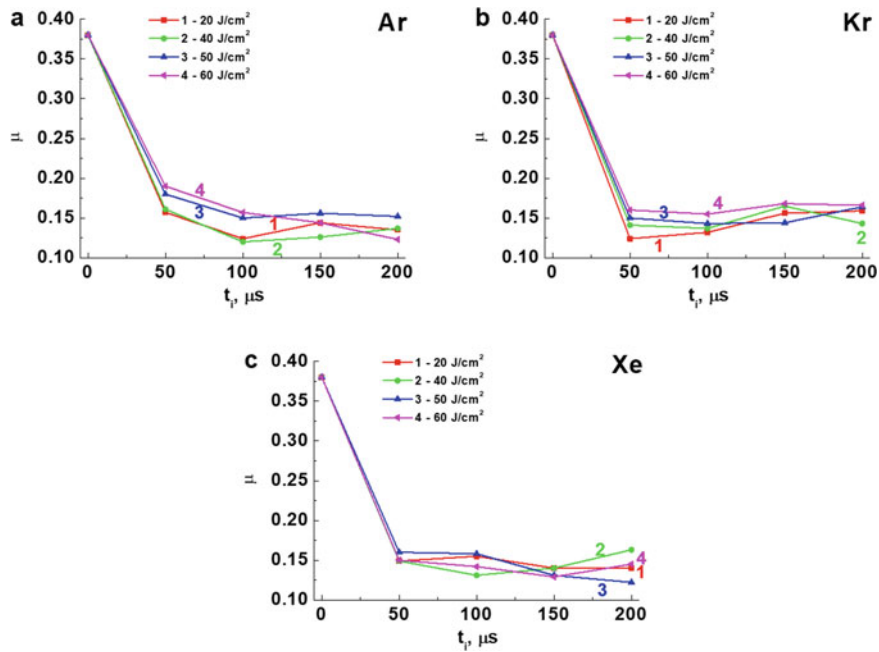 a
Ar
1 - 20 J/cm²
2 - 40 J/cm²
3 - 50 J/cm²
4 - 60 J/cm²
0.40
0.35
0.30
0.25
0.20
0.15
0.10
μ
4
3
1
2
0 50 100 150 200
tᵢ, μs
b
Kr
1 - 20 J/cm²
2 - 40 J/cm²
3 - 50 J/cm²
4 - 60 J/cm²
0.40
0.35
0.30
0.25
0.20
0.15
0.10
μ
3
4
1
2
0 50 100 150 200
tᵢ, μs
c
Xe
1 - 20 J/cm²
2 - 40 J/cm²
3 - 50 J/cm²
4 - 60 J/cm²
0.40
0.35
0.30
0.25
0.20
0.15
0.10
μ
2
4
1
3
0 50 100 150 200
tᵢ, μs